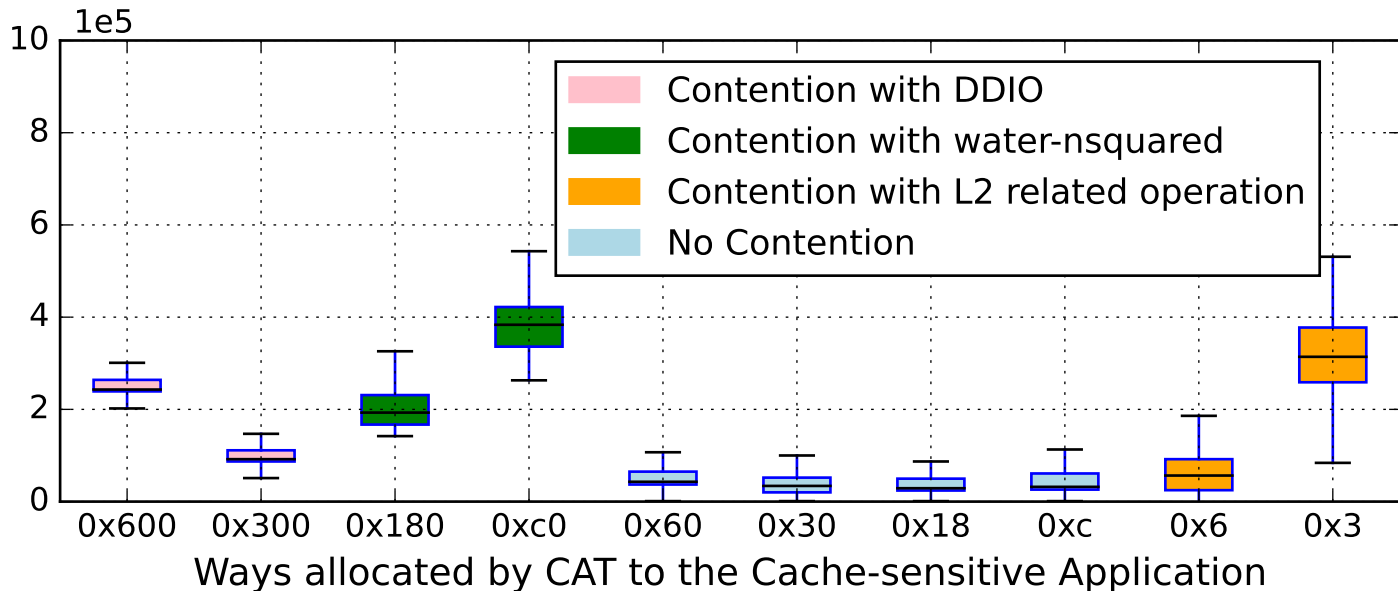 1e5
10
8
6
4
2
0
Contention with DDIO
Contention with water-nsquared
Contention with L2 related operation
No Contention
0x600 0x300 0x180 0xc0 0x60 0x30 0x18 0xc 0x6 0x3
Ways allocated by CAT to the Cache-sensitive Application